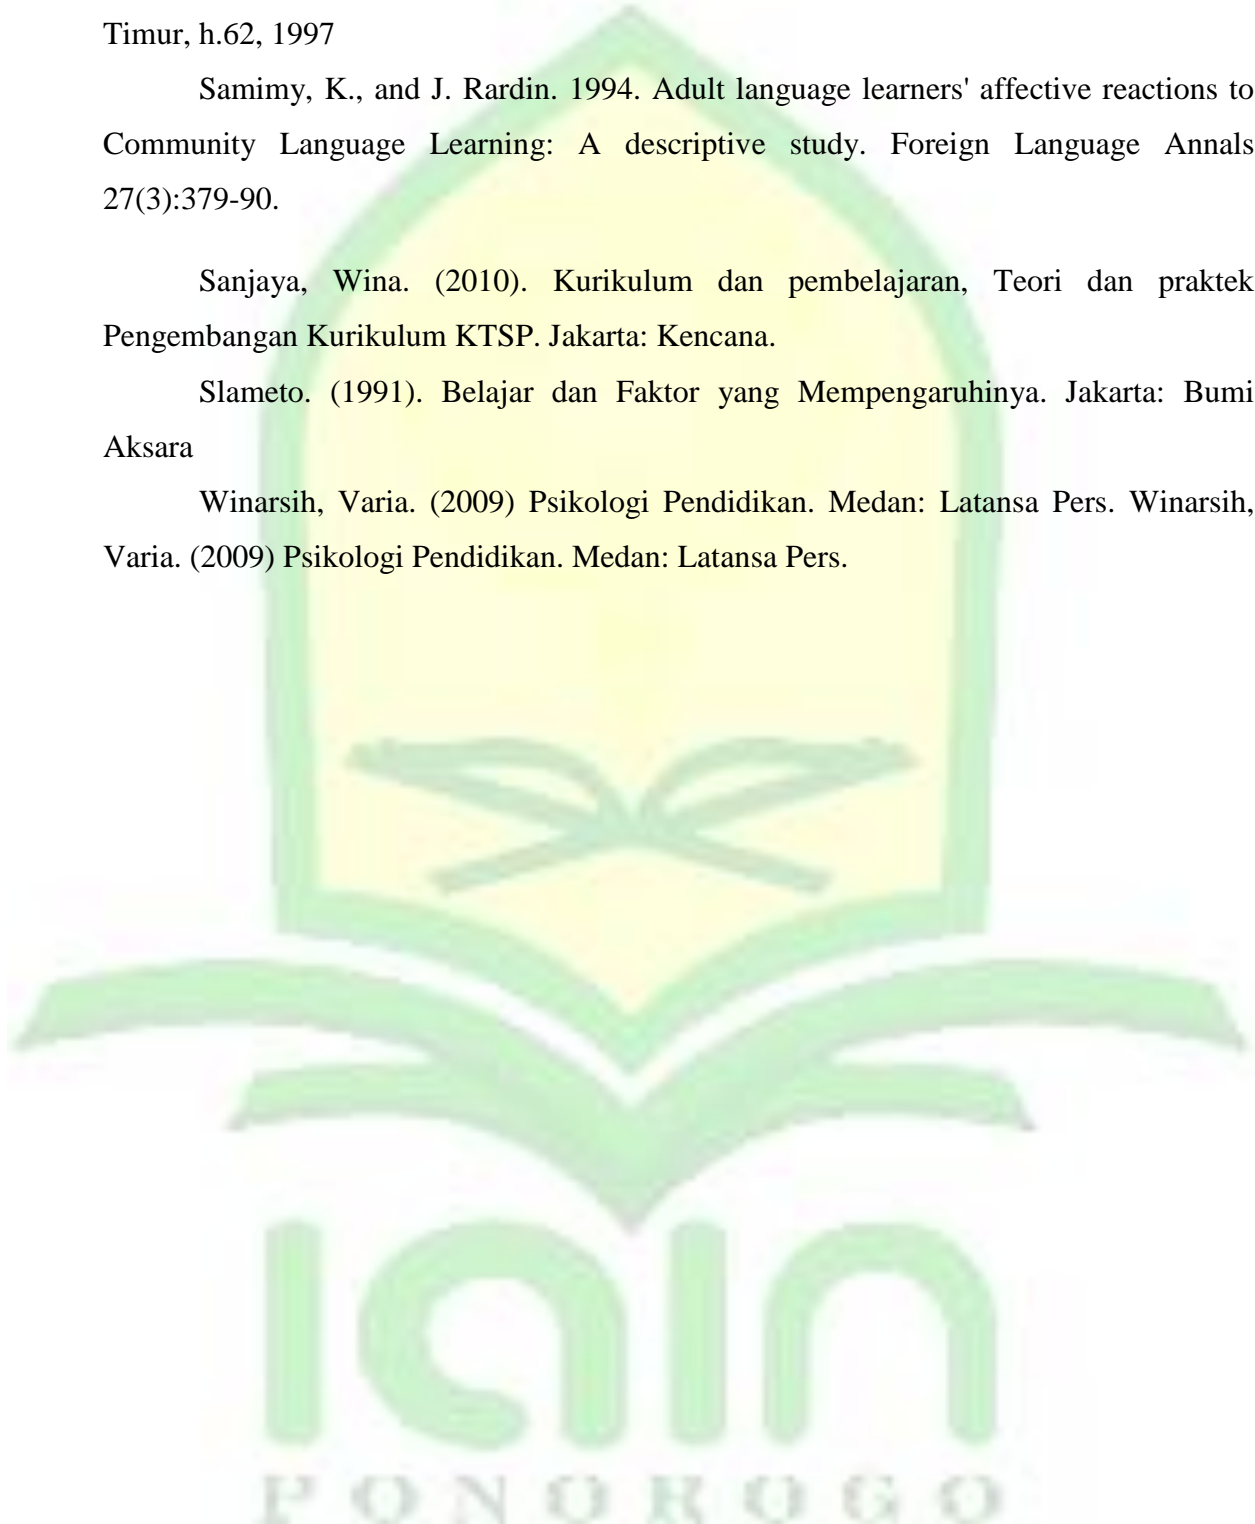 Timur, h.62, 1997
Samimy, K., and J. Rardin. 1994. Adult language learners' affective reactions to
Community Language Learning: A descriptive study. Foreign Language Annals
27(3):379-90.
Sanjaya, Wina. (2010). Kurikulum dan pembelajaran, Teori dan praktek
Pengembangan Kurikulum KTSP. Jakarta: Kencana.
Slameto. (1991). Belajar dan Faktor yang Mempengaruhinya. Jakarta: Bumi
Aksara
Winarsih, Varia. (2009) Psikologi Pendidikan. Medan: Latansa Pers. Winarsih,
Varia. (2009) Psikologi Pendidikan. Medan: Latansa Pers.
iain
PONOROGO